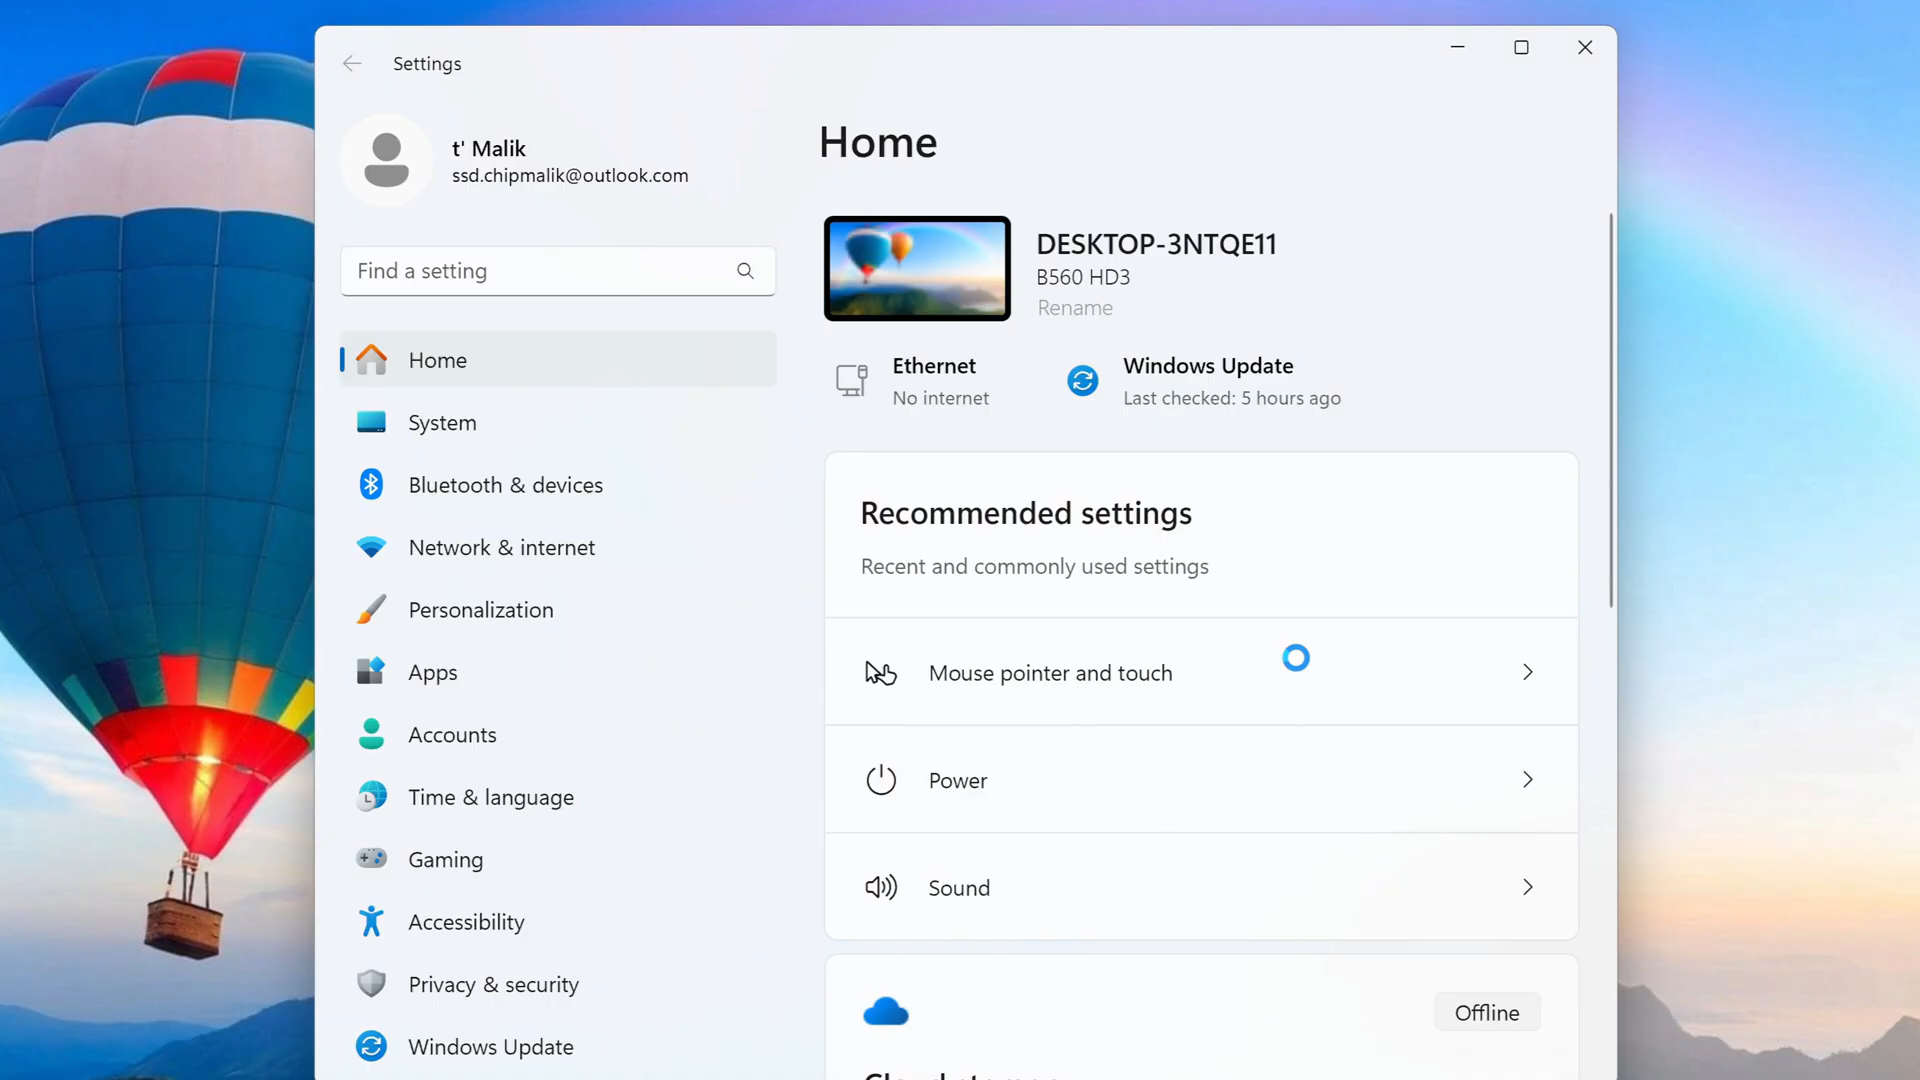 Settings
t' Malik
ssd.chipmalik@outlook.com
Find a setting
Home
System
Bluetooth & devices
Network & internet
Personalization
Apps
Accounts
Time & language
Gaming
Accessibility
Privacy & security
Windows Update
Home
DESKTOP-3NTQE11
B560 HD3
Rename
Ethernet
No internet
Windows Update
Last checked: 5 hours ago
Recommended settings
Recent and commonly used settings
Mouse pointer and touch
Power
Sound
Offline